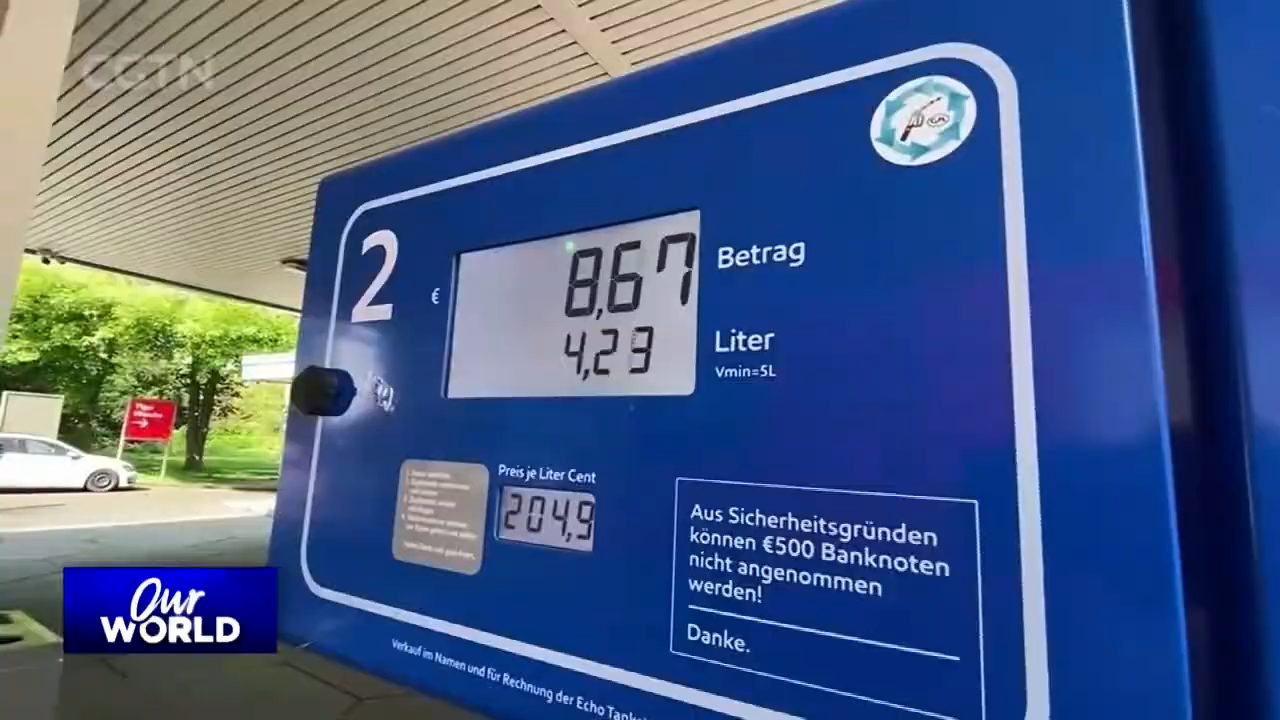 CGTN
2
€
8,67
Betrag
4,29
Liter
Vmin=5L
Preis je Liter Cent
204,9
Aus Sicherheitsgründen
können €500 Banknoten
nicht angenommen
werden!
Danke.
Verkauf im Namen und für Rechnung der Echo
Our
WORLD